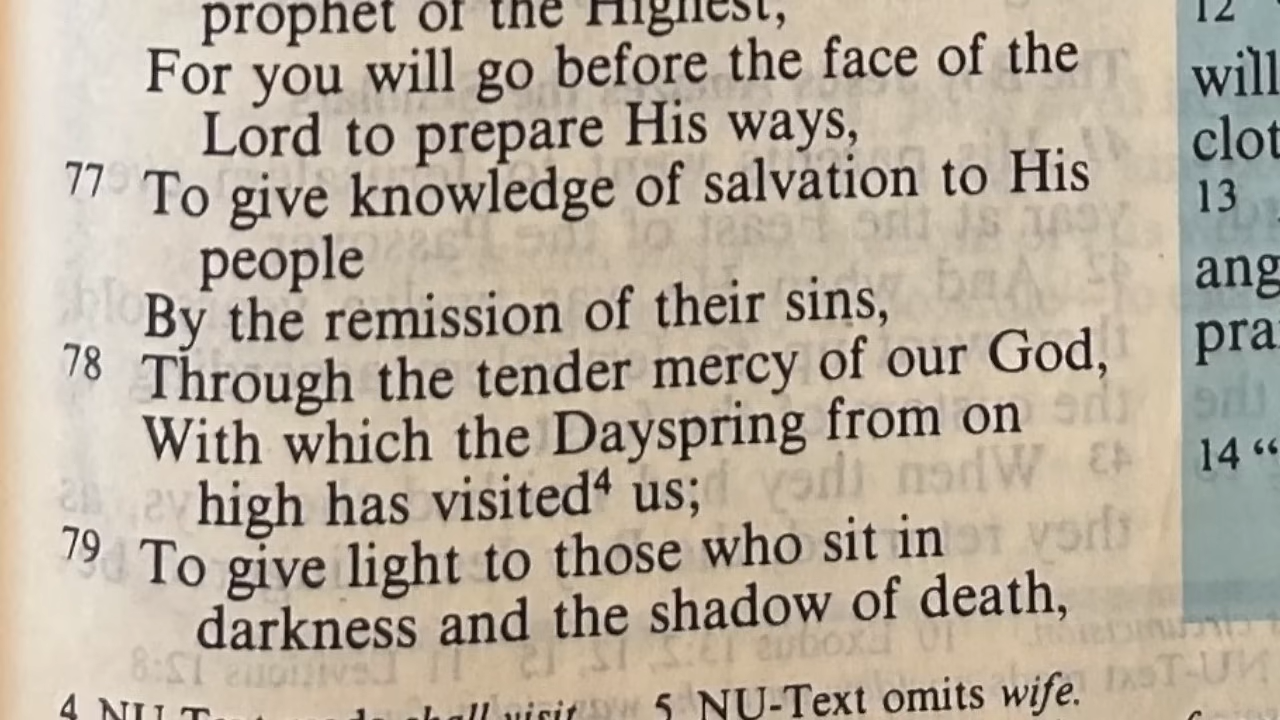 prophet of the Highest,
For you will go before the face of the
Lord to prepare His ways,
77 To give knowledge of salvation to His
people
By the remission of their sins,
78 Through the tender mercy of our God,
With which the Dayspring from on
high has visited⁴ us;
79 To give light to those who sit in
darkness and the shadow of death,
4 NU-Text reads shall visit. 5 NU-Text omits wife.
12
will
clot
13
ang
pra
14 “